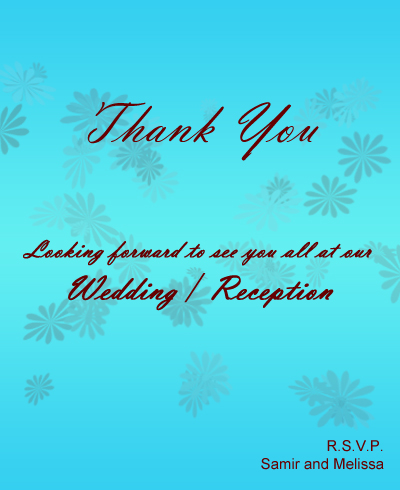 Thank You
Looking forward to see you all at our
Wedding / Reception
R.S.V.P.
Samir and Melissa